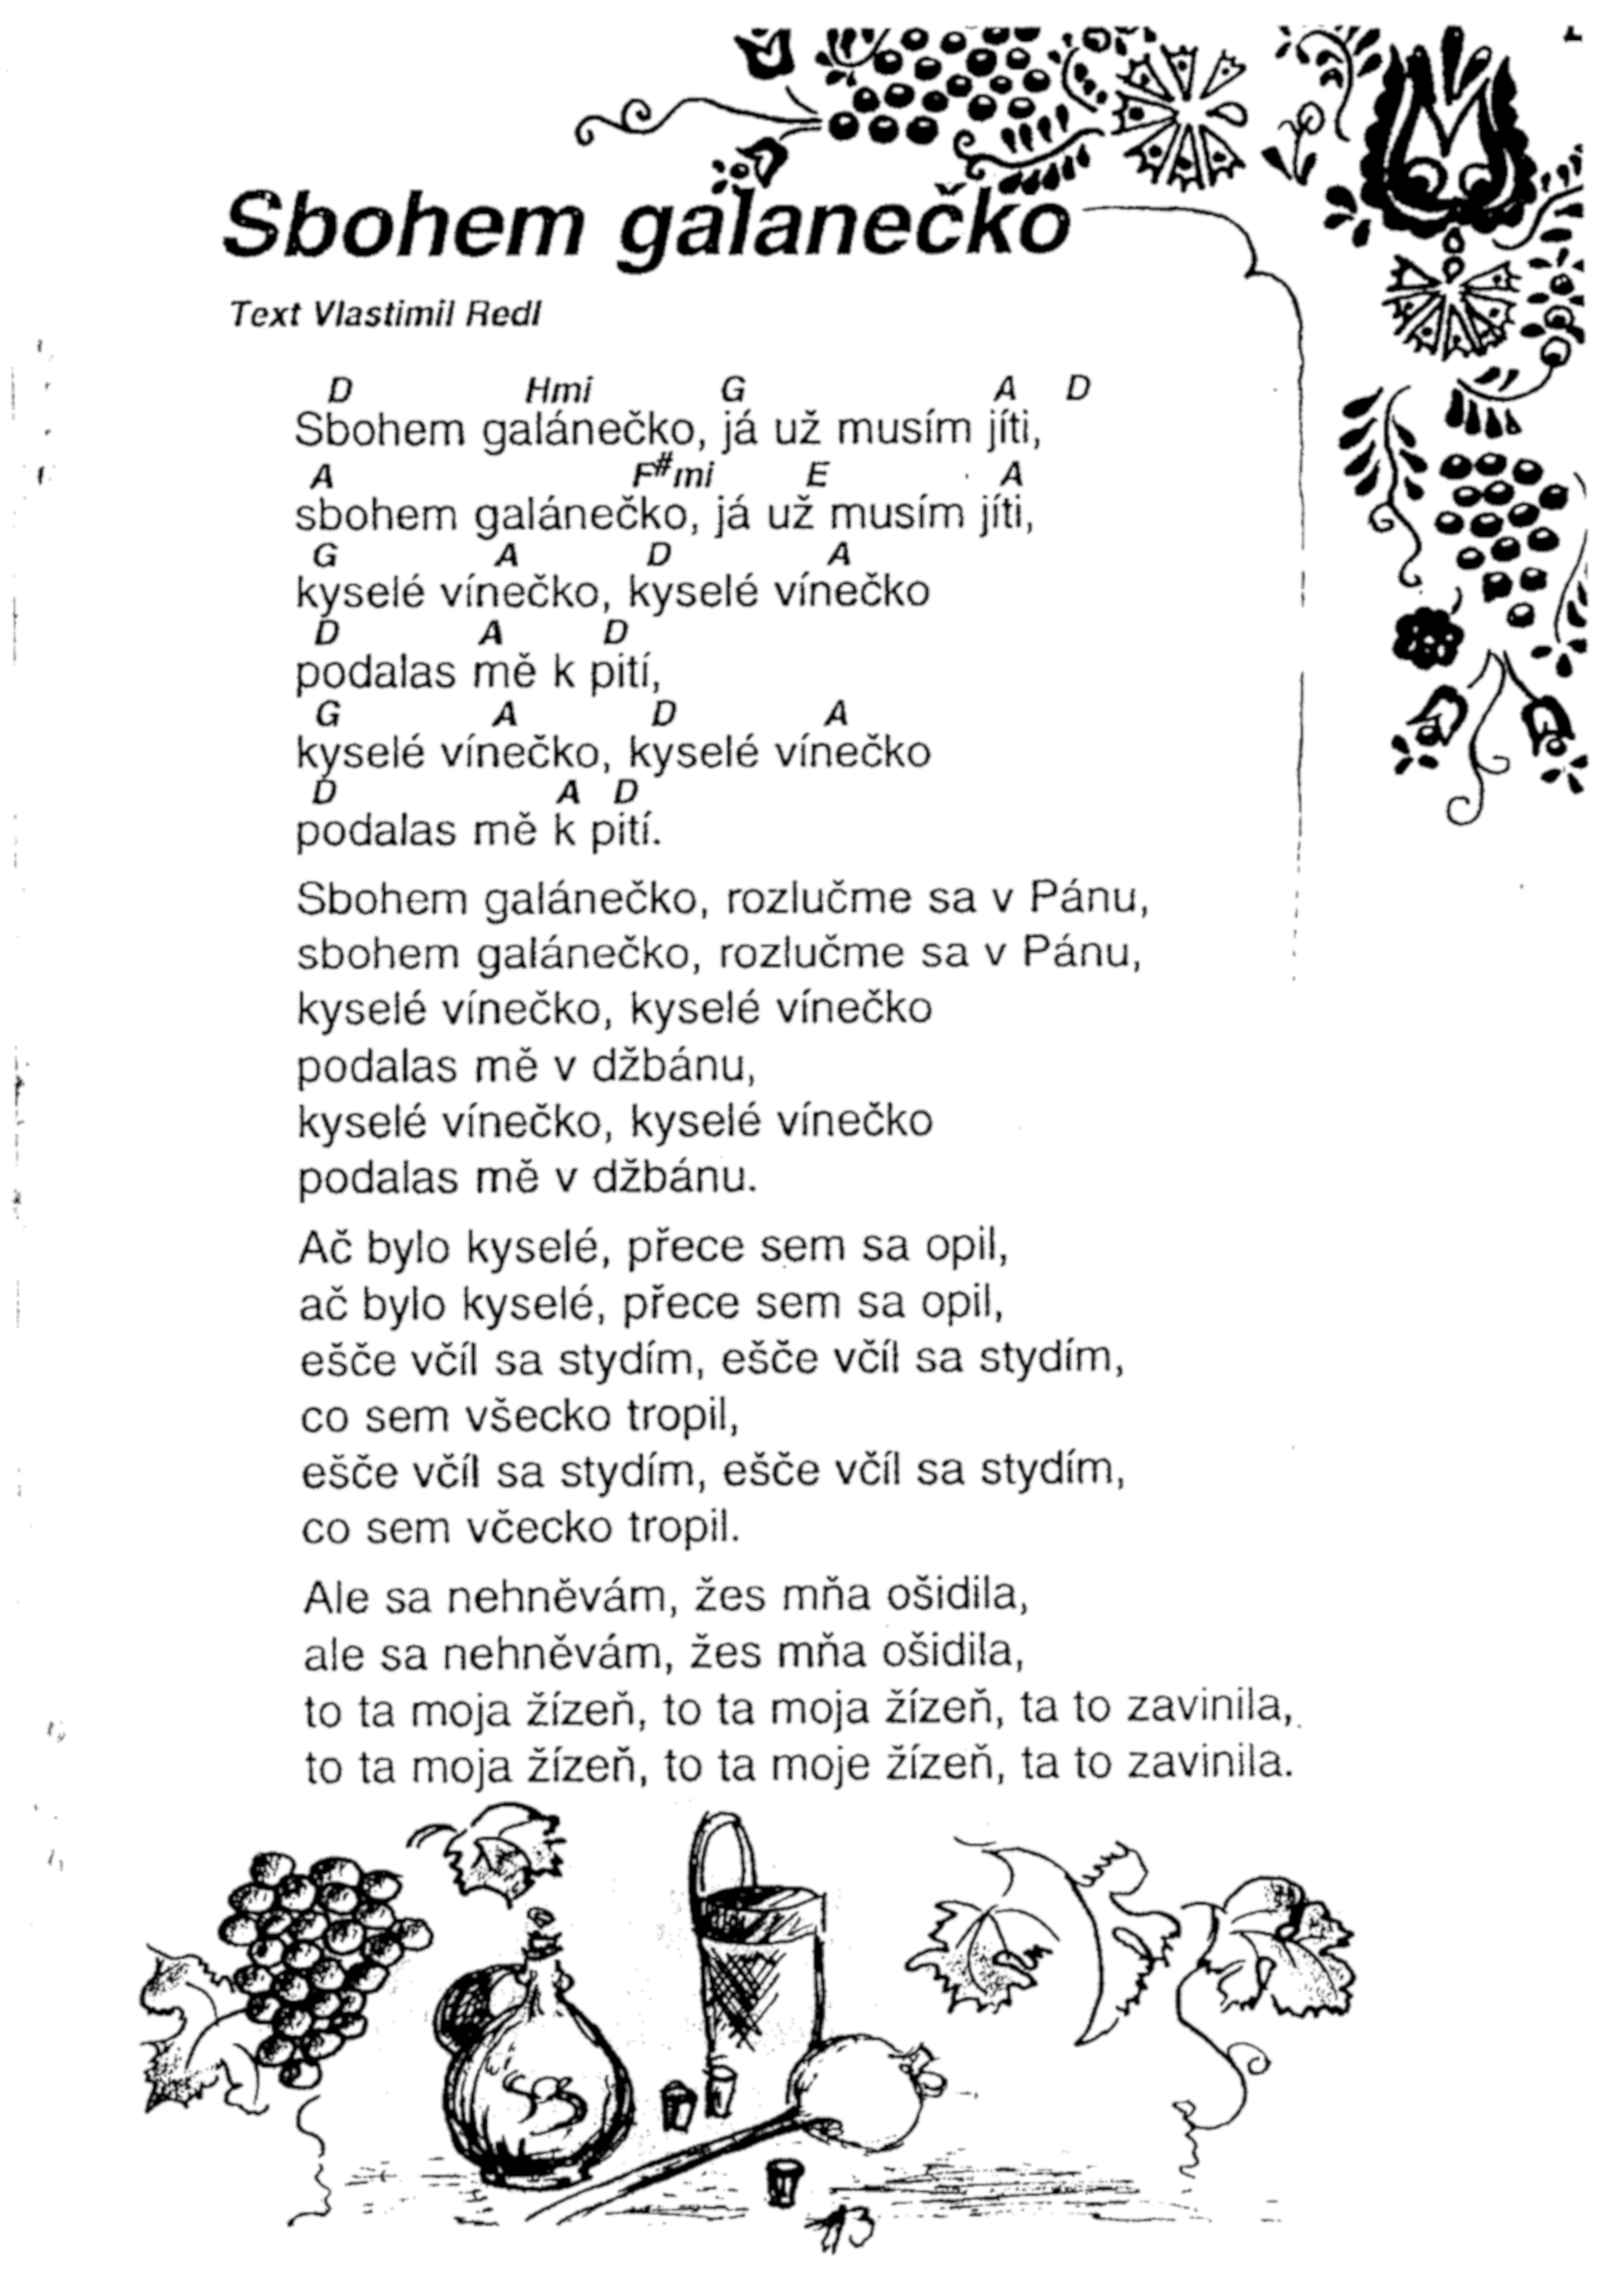 Sbohem galanečko
Text Vlastimil Redl
D Hmi G A D
Sbohem galánečko, já už musím jíti,
A F#mi E A
sbohem galánečko, já už musím jíti,
G A D A
kyselé vínečko, kyselé vínečko
D A D
podalas mě k pití,
G A D A
kyselé vínečko, kyselé vínečko
D A D
podalas mě k pití.
Sbohem galánečko, rozlučme sa v Pánu,
sbohem galánečko, rozlučme sa v Pánu,
kyselé vínečko, kyselé vínečko
podalas mě v džbánu,
kyselé vínečko, kyselé vínečko
podalas mě v džbánu.
Ač bylo kyselé, přece sem sa opil,
ač bylo kyselé, přece sem sa opil,
ešče včíl sa stydím, ešče včíl sa stydím,
co sem všecko tropil,
ešče včíl sa stydím, ešče včíl sa stydím,
co sem včecko tropil.
Ale sa nehněvám, žes mňa ošidila,
ale sa nehněvám, žes mňa ošidila,
to ta moja žízeň, to ta moja žízeň, ta to zavinila,
to ta moja žízeň, to ta moje žízeň, ta to zavinila.